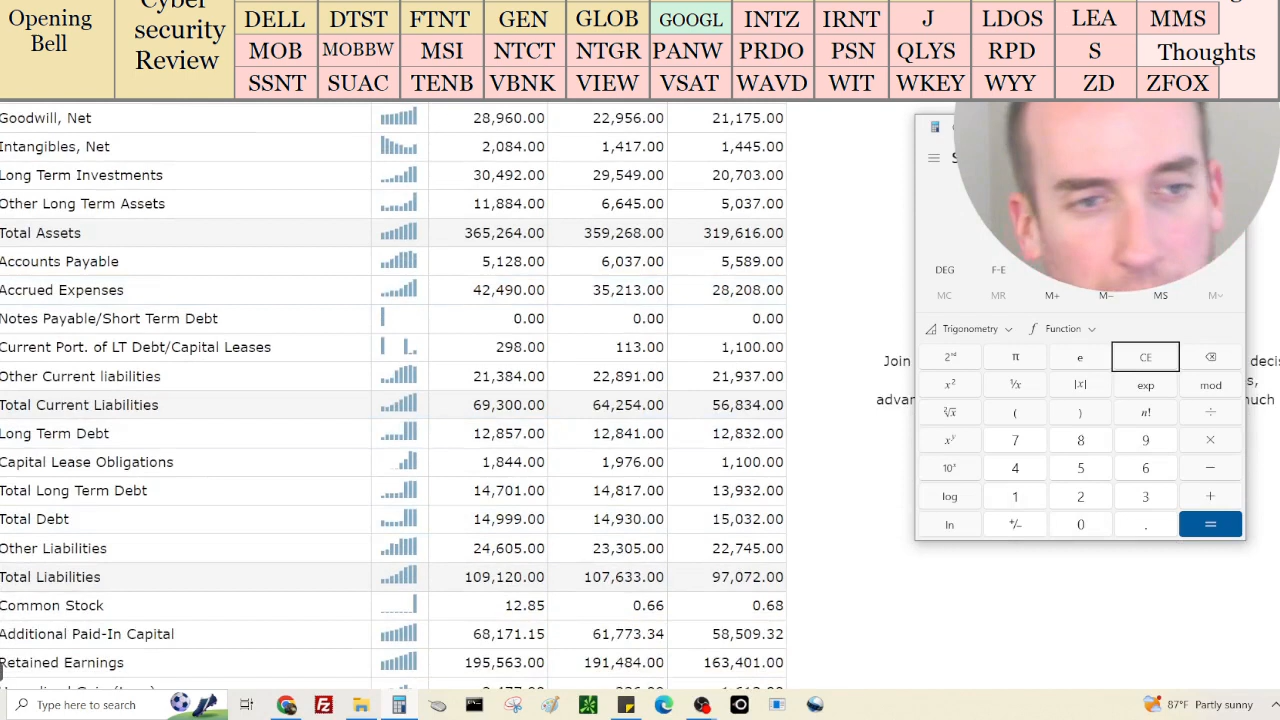 Opening
Bell
Cyber
security
Review
DELL DTST FTNT GEN GLOB GOOGL INTZ IRNT J LDOS LEA MMS
MOB MOBBW MSI NTCT NTGR PANW PRDO PSN QLYS RPD S Thoughts
SSNT SUAC TENB VBNK VIEW VSAT WAVD WIT WKEY WYY ZD ZFOX
Goodwill, Net 28,960.00 22,956.00 21,175.00
Intangibles, Net 2,084.00 1,417.00 1,445.00
Long Term Investments 30,492.00 29,549.00 20,703.00
Other Long Term Assets 11,884.00 6,645.00 5,037.00
Total Assets 365,264.00 359,268.00 319,616.00
Accounts Payable 5,128.00 6,037.00 5,589.00
Accrued Expenses 42,490.00 35,213.00 28,208.00
Notes Payable/Short Term Debt 0.00 0.00 0.00
Current Port. of LT Debt/Capital Leases 298.00 113.00 1,100.00
Other Current liabilities 21,384.00 22,891.00 21,937.00
Total Current Liabilities 69,300.00 64,254.00 56,834.00
Long Term Debt 12,857.00 12,841.00 12,832.00
Capital Lease Obligations 1,844.00 1,976.00 1,100.00
Total Long Term Debt 14,701.00 14,817.00 13,932.00
Total Debt 14,999.00 14,930.00 15,032.00
Other Liabilities 24,605.00 23,305.00 22,745.00
Total Liabilities 109,120.00 107,633.00 97,072.00
Common Stock 12.85 0.66 0.68
Additional Paid-In Capital 68,171.15 61,773.34 58,509.32
Retained Earnings 195,563.00 191,484.00 163,401.00
DEG F-E
MC MR M+ M− MS M˅
Trigonometry Function
2ⁿᵈ π e CE
x² ¹/x |x| exp mod
²√x ( ) n! ÷
xʸ 7 8 9 ×
10ˣ 4 5 6 −
log 1 2 3 +
ln +/− 0 . =
Join decis
advan much
Type here to search 87°F Partly sunny